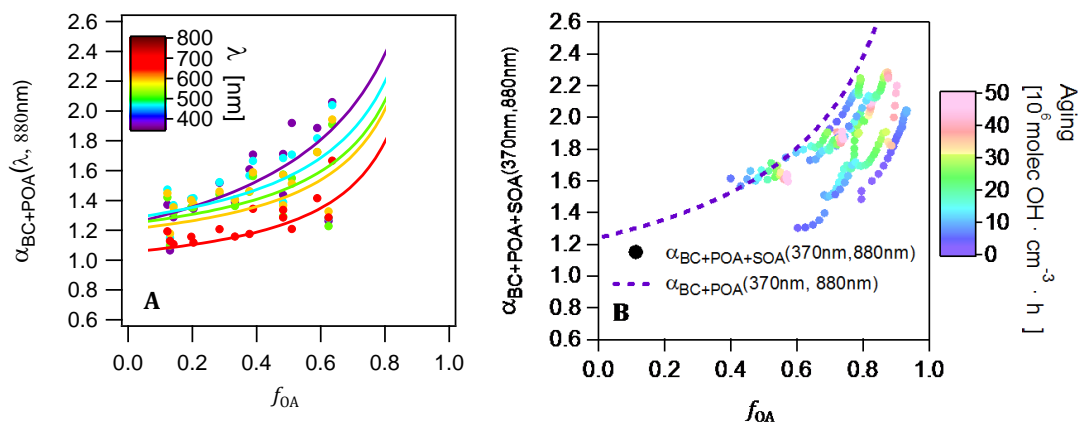 2.6
2.4
2.2
2.0
1.8
1.6
1.4
1.2
1.0
0.8
0.6
α_BC+POA(λ, 880nm)
800
700
600
500
400
λ [nm]
A
0.0 0.2 0.4 0.6 0.8 1.0
f_OA
2.6
2.4
2.2
2.0
1.8
1.6
1.4
1.2
1.0
0.8
0.6
α_BC+POA+SOA(370nm,880nm)
α_BC+POA+SOA(370nm,880nm)
α_BC+POA(370nm, 880nm)
B
0.0 0.2 0.4 0.6 0.8 1.0
f_OA
50
40
30
20
10
0
Aging
[10⁶ molec OH · cm⁻³ · h ]